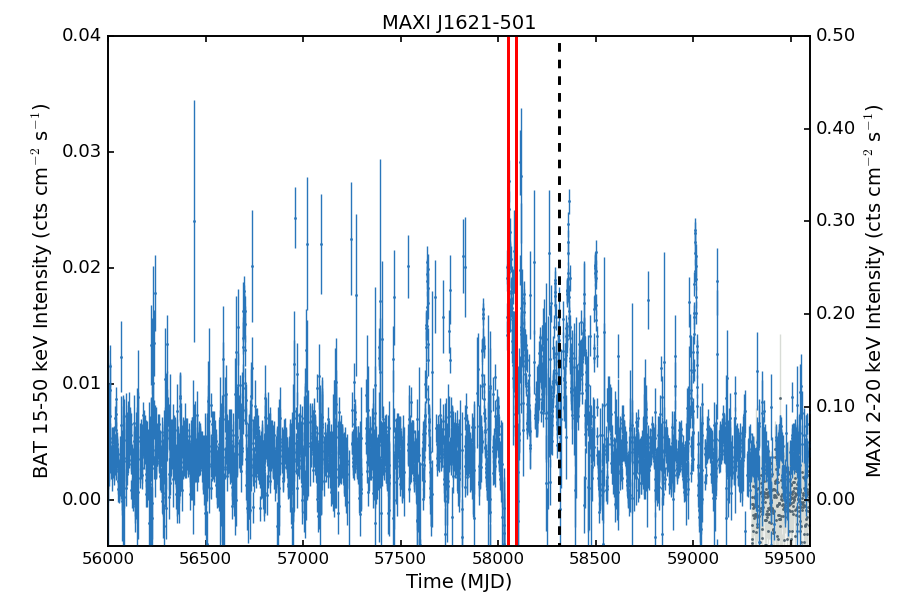 MAXI J1621-501
0.04
0.03
0.02
0.01
0.00
BAT 15-50 keV Intensity (cts cm⁻² s⁻¹)
0.50
0.40
0.30
0.20
0.10
0.00
MAXI 2-20 keV Intensity (cts cm⁻² s⁻¹)
56000 56500 57000 57500 58000 58500 59000 59500
Time (MJD)